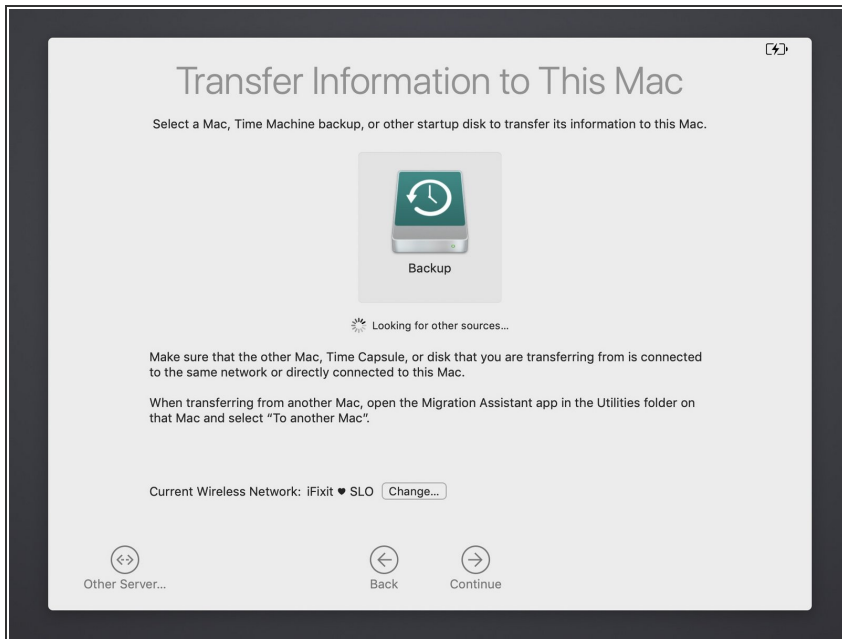 Transfer Information to This Mac
Select a Mac, Time Machine backup, or other startup disk to transfer its information to this Mac.
Backup
Looking for other sources...
Make sure that the other Mac, Time Capsule, or disk that you are transferring from is connected
to the same network or directly connected to this Mac.
When transferring from another Mac, open the Migration Assistant app in the Utilities folder on
that Mac and select “To another Mac”.
Current Wireless Network: iFixit ♥ SLO Change...
Other Server... Back Continue